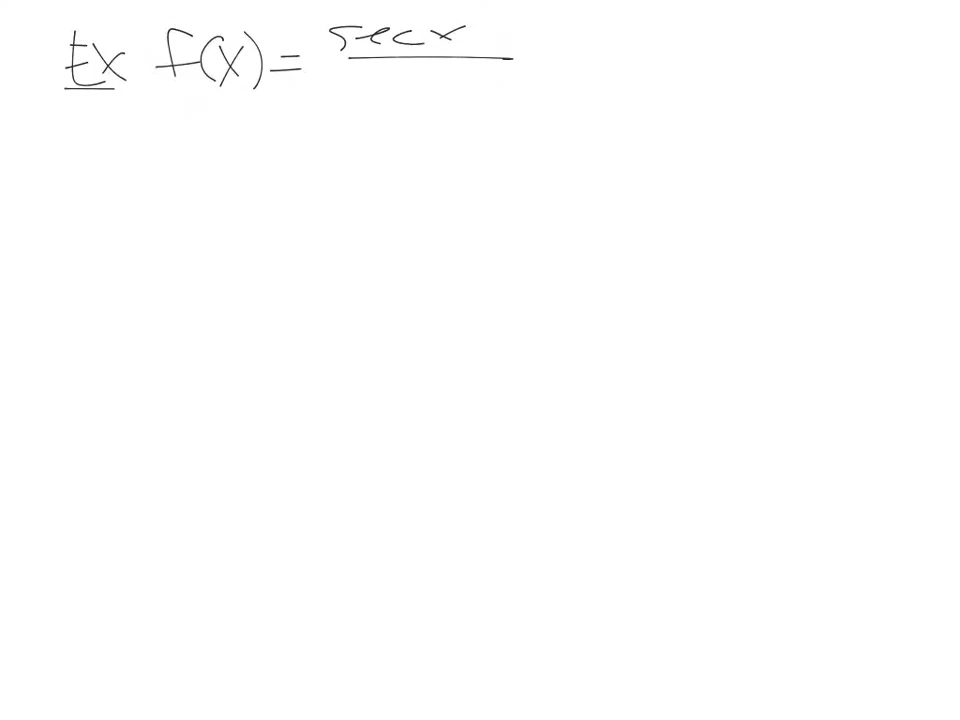 Ex f(x) = sec x